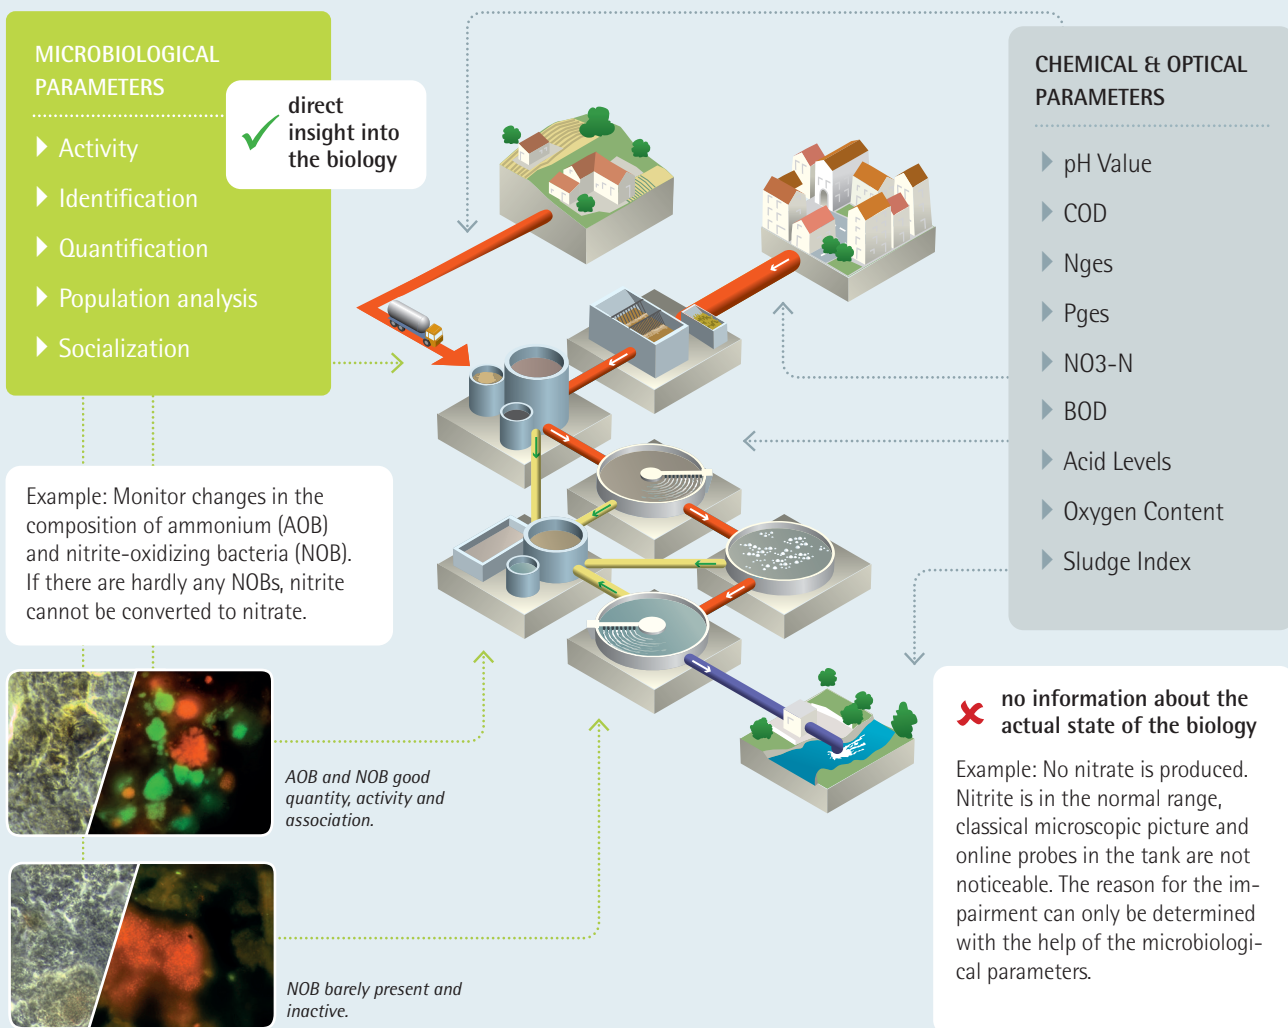 MICROBIOLOGICAL
PARAMETERS
direct
insight into
the biology
Activity
Identification
Quantification
Population analysis
Socialization
CHEMICAL & OPTICAL
PARAMETERS
pH Value
COD
Nges
Pges
NO3-N
BOD
Acid Levels
Oxygen Content
Sludge Index
Example: Monitor changes in the
composition of ammonium (AOB)
and nitrite-oxidizing bacteria (NOB).
If there are hardly any NOBs, nitrite
cannot be converted to nitrate.
AOB and NOB good
quantity, activity and
association.
NOB barely present and
inactive.
no information about the
actual state of the biology
Example: No nitrate is produced.
Nitrite is in the normal range,
classical microscopic picture and
online probes in the tank are not
noticeable. The reason for the im-
pairment can only be determined
with the help of the microbiologi-
cal parameters.